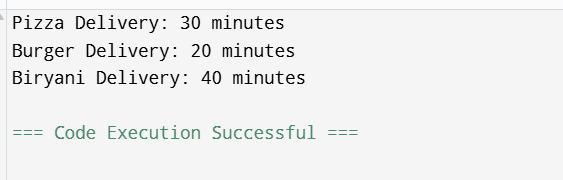 Pizza Delivery: 30 minutes
Burger Delivery: 20 minutes
Biryani Delivery: 40 minutes
=== Code Execution Successful ===